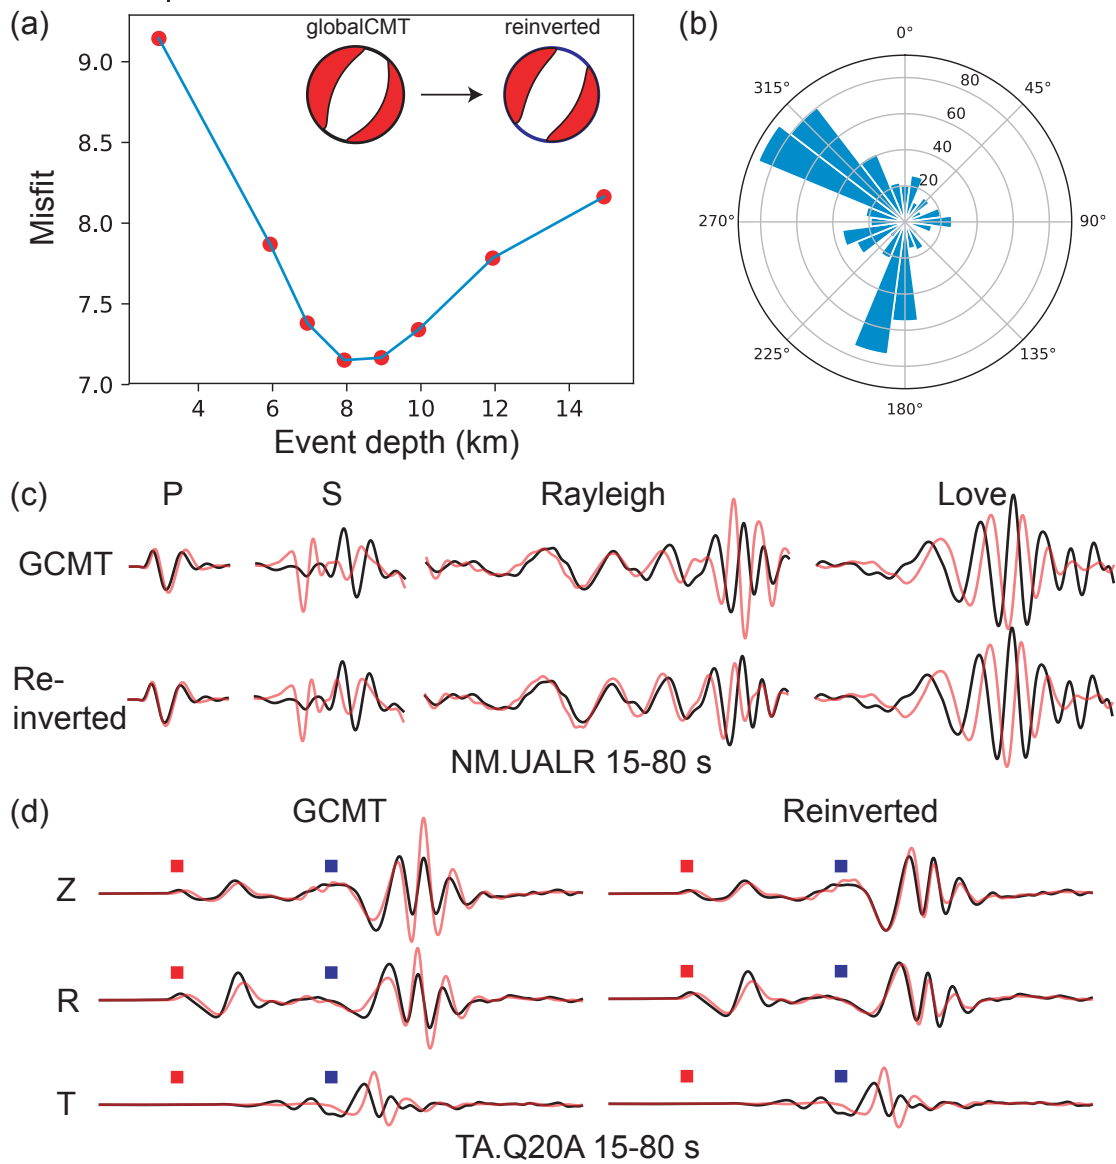 (a)
globalCMT
reinverted
9.0
8.5
8.0
7.5
7.0
Misfit
4 6 8 10 12 14
Event depth (km)
(b)
0°
45°
90°
135°
180°
225°
270°
315°
80
60
40
20
(c)
P S Rayleigh Love
GCMT
Re-
inverted
NM.UALR 15-80 s
(d)
GCMT Reinverted
Z
R
T
TA.Q20A 15-80 s